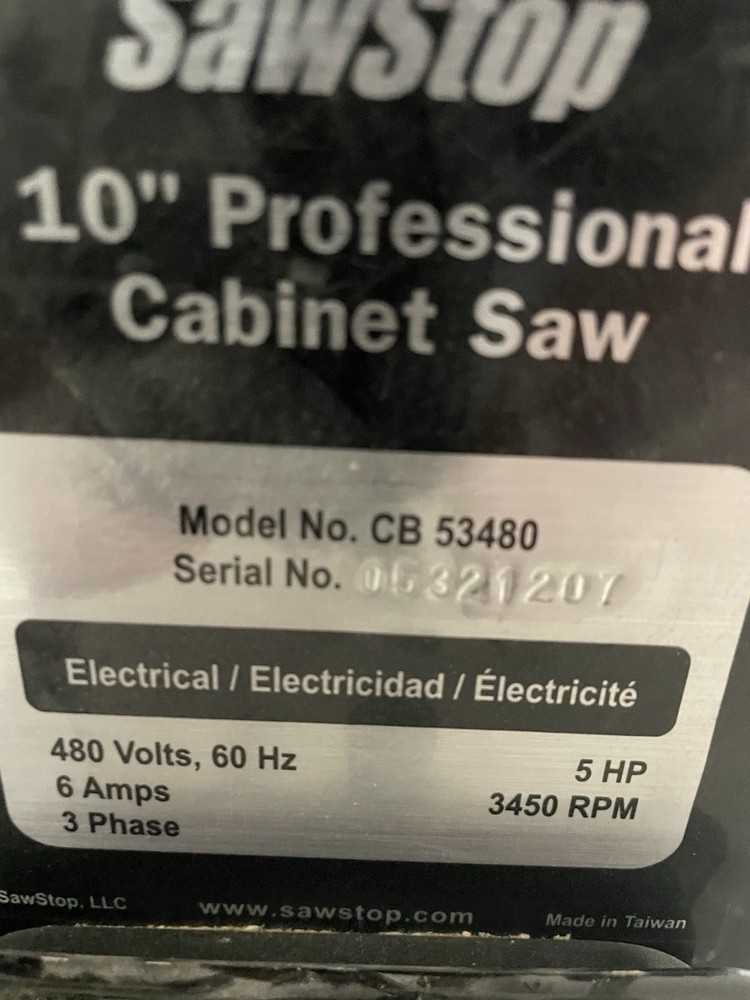 SawStop
10" Professional
Cabinet Saw
Model No. CB 53480
Serial No. 05321207
Electrical / Electricidad / Électricité
480 Volts, 60 Hz
5 HP
6 Amps
3450 RPM
3 Phase
SawStop, LLC
www.sawstop.com
Made in Taiwan